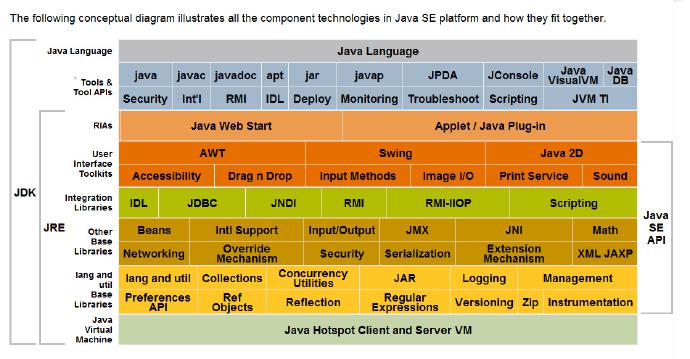 The following conceptual diagram illustrates all the component technologies in Java SE platform and how they fit together.
Java Language
Java Language
Tools &
Tool APIs
java javac javadoc apt jar javap JPDA JConsole Java VisualVM Java DB
Security Int'l RMI IDL Deploy Monitoring Troubleshoot Scripting JVM TI
RIAs
Java Web Start Applet / Java Plug-in
User
Interface
Toolkits
AWT Swing Java 2D
Accessibility Drag n Drop Input Methods Image I/O Print Service Sound
Integration
Libraries
IDL JDBC JNDI RMI RMI-IIOP Scripting
JDK
JRE
Java
SE
API
Other
Base
Libraries
Beans Intl Support Input/Output JMX JNI Math
Networking Override Mechanism Security Serialization Extension Mechanism XML JAXP
lang and
util
Base
Libraries
lang and util Collections Concurrency Utilities JAR Logging Management
Preferences API Ref Objects Reflection Regular Expressions Versioning Zip Instrumentation
Java
Virtual
Machine
Java Hotspot Client and Server VM